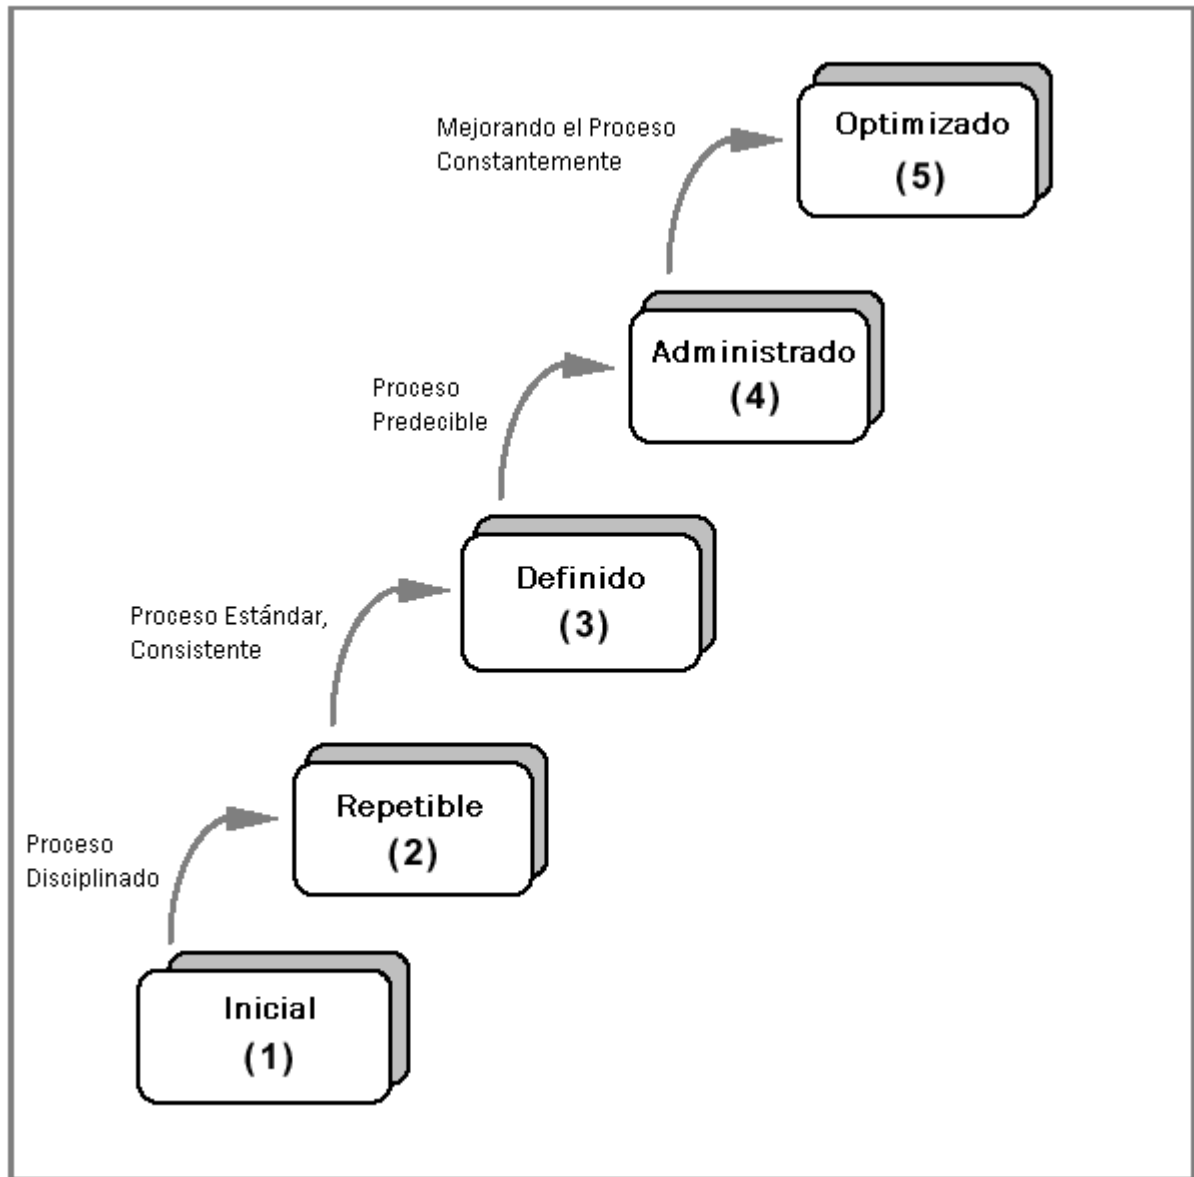 Optimizado
(5)
Mejorando el Proceso
Constantemente
Administrado
(4)
Proceso
Predecible
Definido
(3)
Proceso Estándar,
Consistente
Repetible
(2)
Proceso
Disciplinado
Inicial
(1)